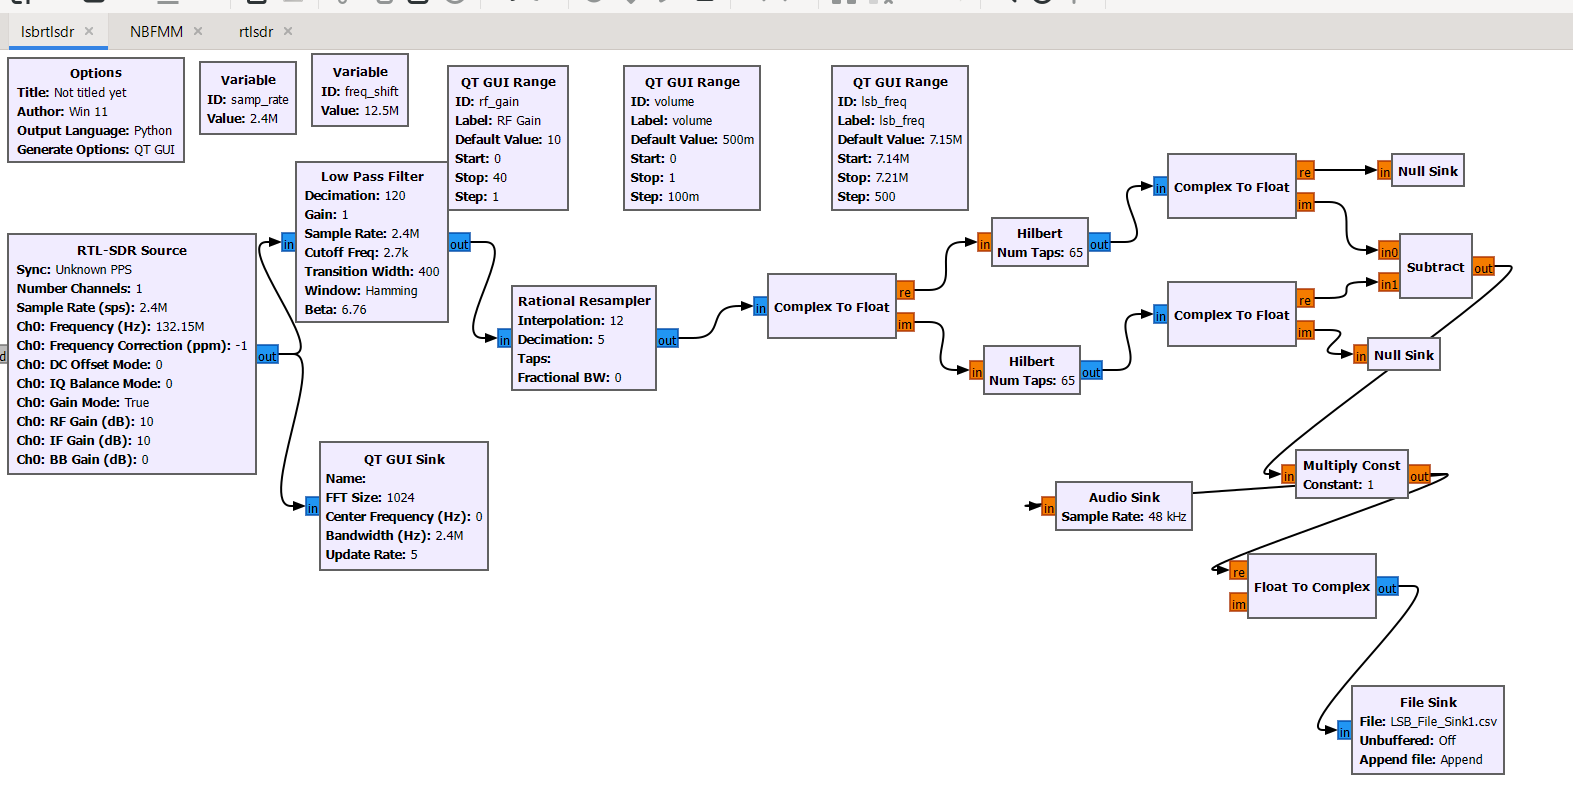 lsbrtlsdr × NBFMM × rtlsdr ×
Options
Title: Not titled yet
Author: Win 11
Output Language: Python
Generate Options: QT GUI
Variable
ID: samp_rate
Value: 2.4M
Variable
ID: freq_shift
Value: 12.5M
QT GUI Range
ID: rf_gain
Label: RF Gain
Default Value: 10
Start: 0
Stop: 40
Step: 1
QT GUI Range
ID: volume
Label: volume
Default Value: 500m
Start: 0
Stop: 1
Step: 100m
QT GUI Range
ID: lsb_freq
Label: lsb_freq
Default Value: 7.15M
Start: 7.14M
Stop: 7.21M
Step: 500
Low Pass Filter
Decimation: 120
Gain: 1
Sample Rate: 2.4M
Cutoff Freq: 2.7k
Transition Width: 400
Window: Hamming
Beta: 6.76
in
out
RTL-SDR Source
Sync: Unknown PPS
Number Channels: 1
Sample Rate (sps): 2.4M
Ch0: Frequency (Hz): 132.15M
Ch0: Frequency Correction (ppm): -1
Ch0: DC Offset Mode: 0
Ch0: IQ Balance Mode: 0
Ch0: Gain Mode: True
Ch0: RF Gain (dB): 10
Ch0: IF Gain (dB): 10
Ch0: BB Gain (dB): 0
d
out
QT GUI Sink
Name:
FFT Size: 1024
Center Frequency (Hz): 0
Bandwidth (Hz): 2.4M
Update Rate: 5
in
Rational Resampler
Interpolation: 12
Decimation: 5
Taps:
Fractional BW: 0
in
out
in
Complex To Float
re
im
in
Hilbert
Num Taps: 65
out
in
Hilbert
Num Taps: 65
out
in
Complex To Float
re
im
in
Null Sink
in
Complex To Float
re
im
in0
in1
Subtract
out
in
Null Sink
in
Multiply Const
Constant: 1
out
in
Audio Sink
Sample Rate: 48 kHz
re
im
Float To Complex
out
in
File Sink
File: LSB_File_Sink1.csv
Unbuffered: Off
Append file: Append